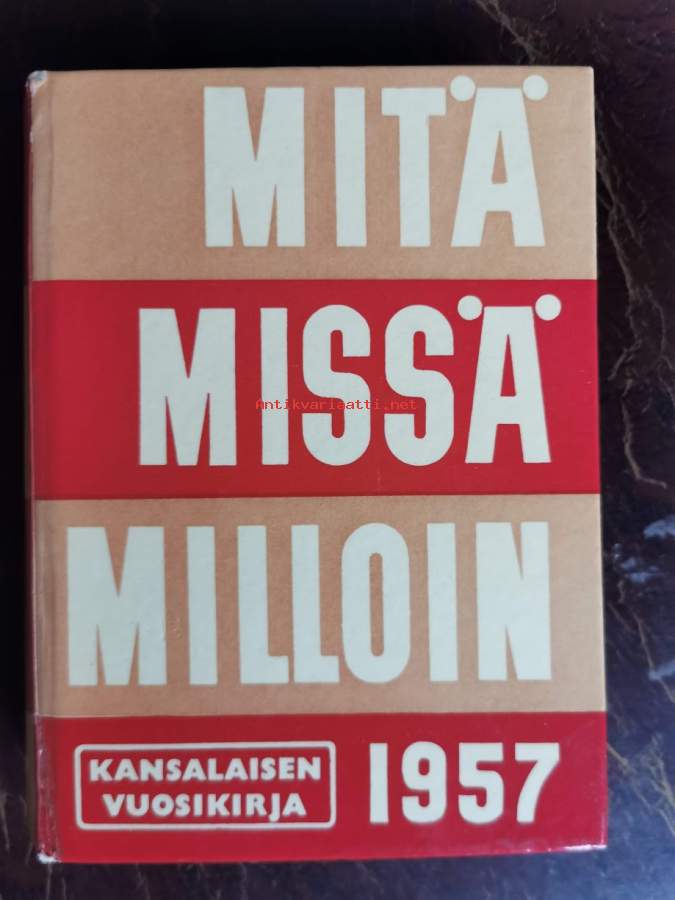 MITÄ
MISSÄ
Antikvariaatti.net
MILLOIN
KANSALAISEN
VUOSIKIRJA
1957